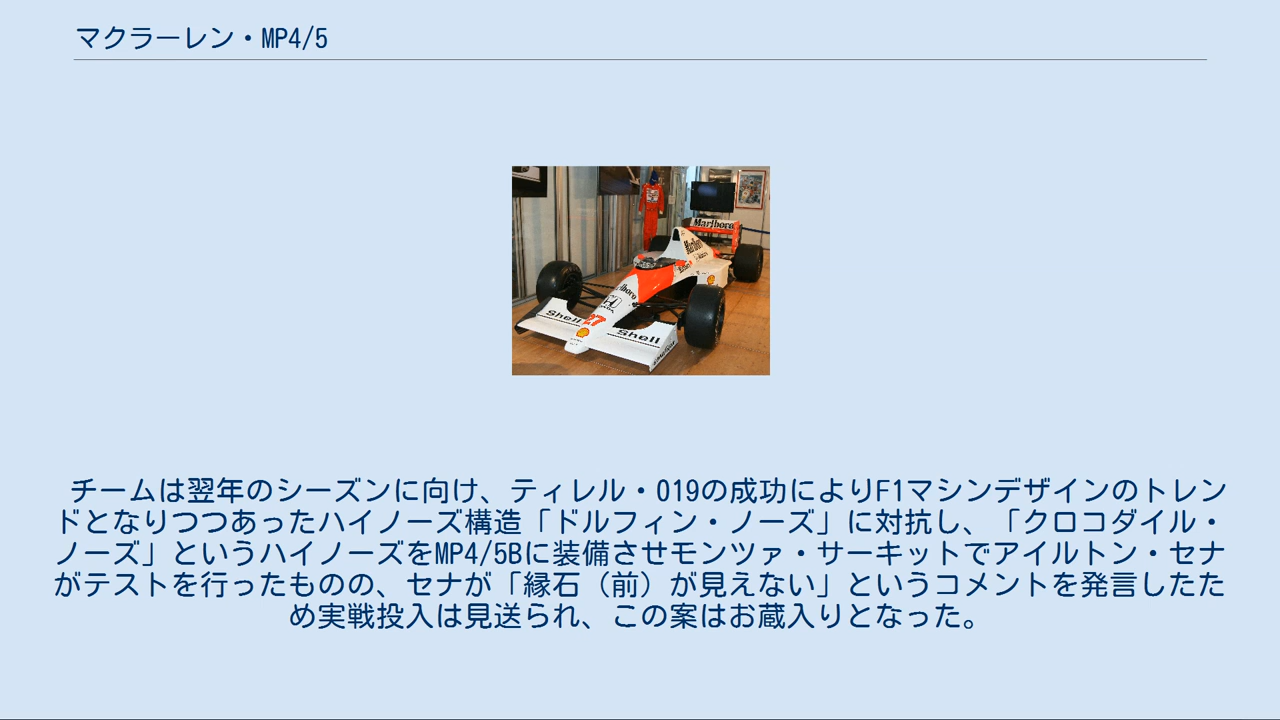 マクラーレン・MP4/5
Marlboro
Marlboro
Marlboro
Shell
27
Shell
チームは翌年のシーズンに向け、ティレル・019の成功によりF1マシンデザインのトレン
ドとなりつつあったハイノーズ構造「ドルフィン・ノーズ」に対抗し、「クロコダイル・
ノーズ」というハイノーズをMP4/5Bに装備させモンツァ・サーキットでアイルトン・セナ
がテストを行ったものの、セナが「縁石（前）が見えない」というコメントを発言したた
め実戦投入は見送られ、この案はお蔵入りとなった。